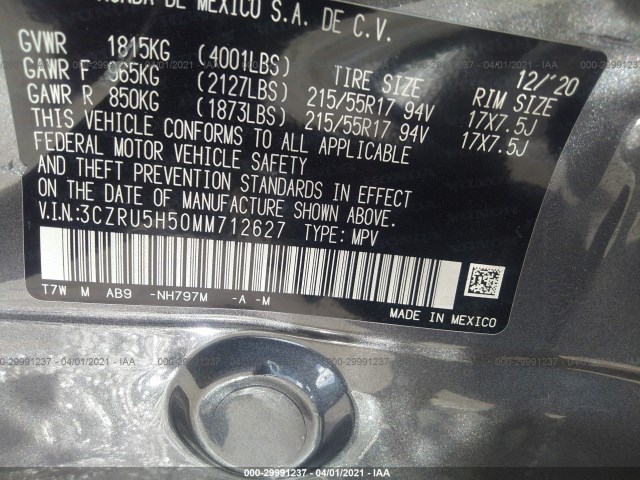 HONDA DE MEXICO S.A. DE C.V.
12/'20
GVWR 1815KG (4001LBS)
GAWR F 965KG (2127LBS) TIRE SIZE 215/55R17 94V RIM SIZE 17X7.5J
GAWR R 850KG (1873LBS) 215/55R17 94V 17X7.5J
THIS VEHICLE CONFORMS TO ALL APPLICABLE
FEDERAL MOTOR VEHICLE SAFETY
AND THEFT PREVENTION STANDARDS IN EFFECT
ON THE DATE OF MANUFACTURE SHOWN ABOVE.
V.I.N:3CZRU5H50MM712627 TYPE: MPV
T7W M AB9 -NH797M -A -M
MADE IN MEXICO
000-29991237 - 04/01/2021 - IAA